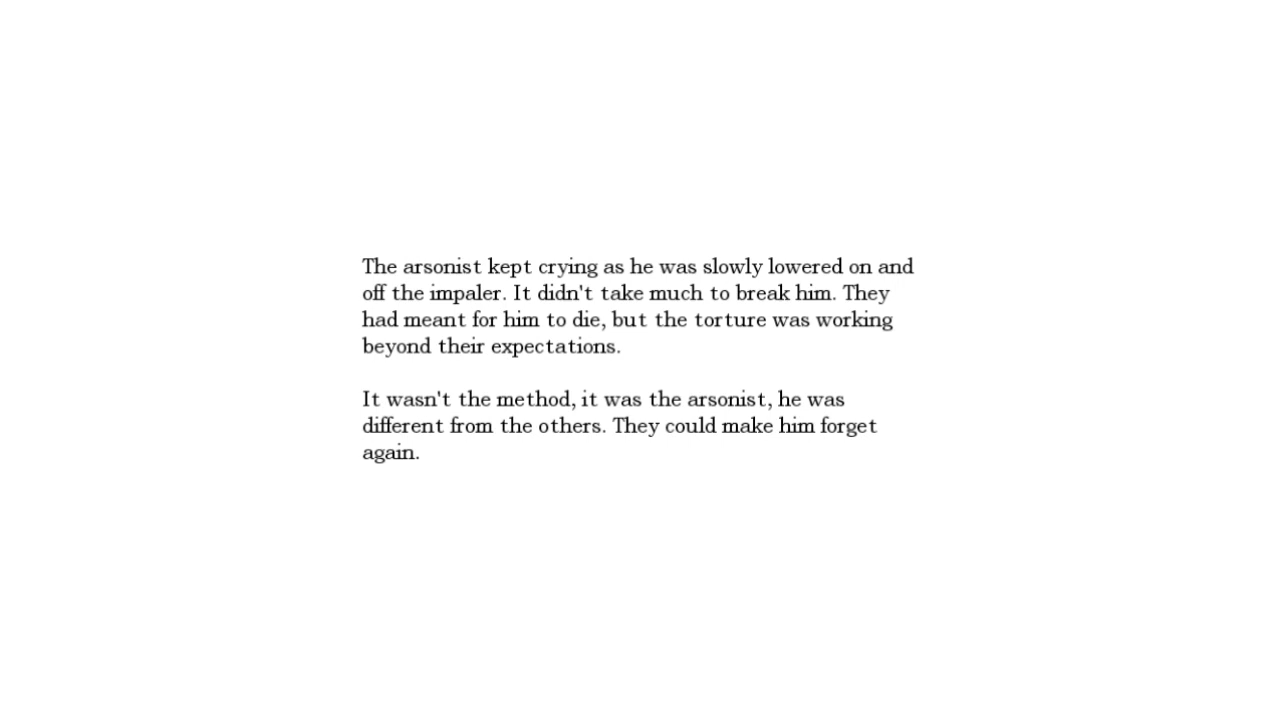 The arsonist kept crying as he was slowly lowered on and
off the impaler. It didn't take much to break him. They
had meant for him to die, but the torture was working
beyond their expectations.
It wasn't the method, it was the arsonist, he was
different from the others. They could make him forget
again.